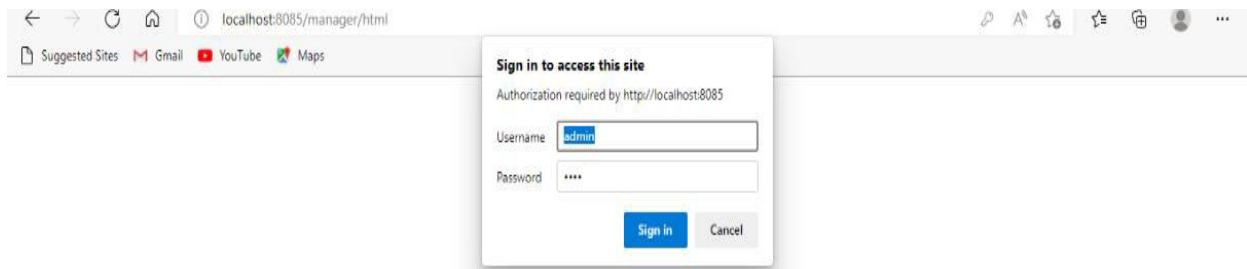 localhost:8085/manager/html
Suggested Sites Gmail YouTube Maps
Sign in to access this site
Authorization required by http://localhost:8085
Username admin
Password ••••
Sign in Cancel